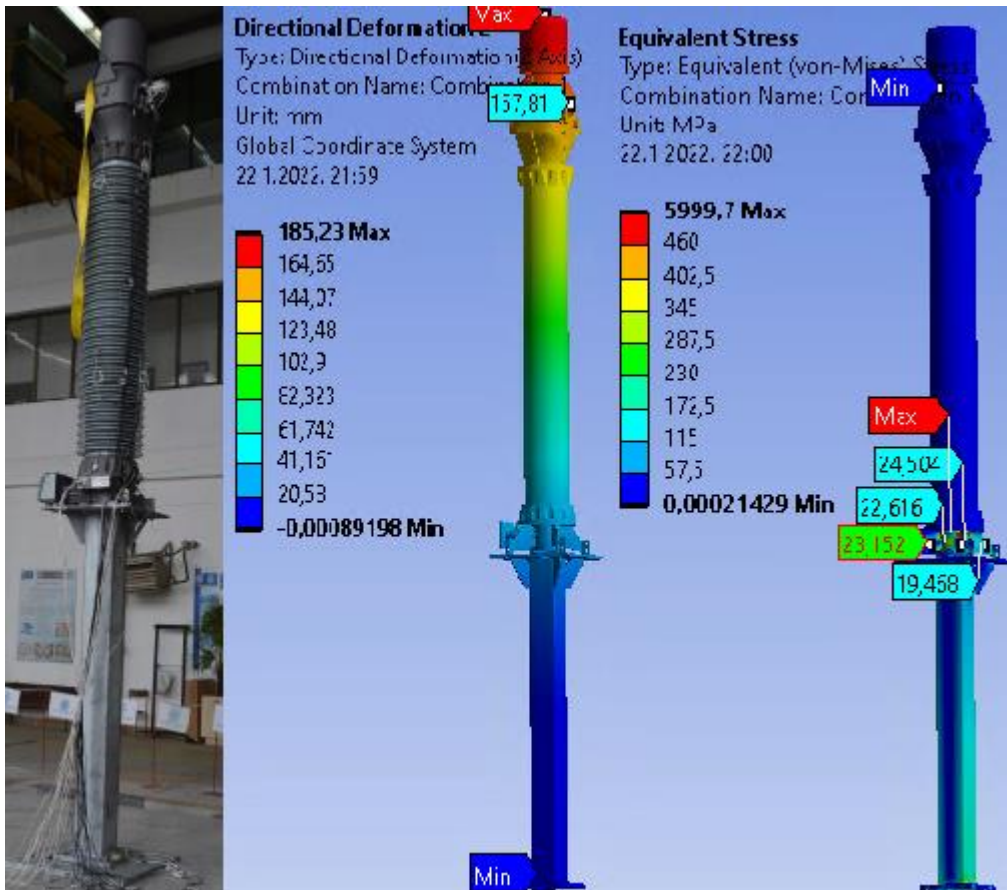 Max
Directional Deformation
Type: Directional Deformation( Axis)
157,81
Unit: mm
Global Coordinate System
22.1.2022. 21:59
185,23 Max
164,65
144,07
123,48
102,9
82,323
61,742
41,161
20,58
-0,00089198 Min
Min
Equivalent Stress
Type: Equivalent (von-Mises) Stress
Min
Combination Name:
Unit: MPa
22.1.2022. 22:00
5999,7 Max
460
402,5
345
287,5
230
172,5
115
57,5
0,00021429 Min
Max
24,504
22,616
23,152
19,468